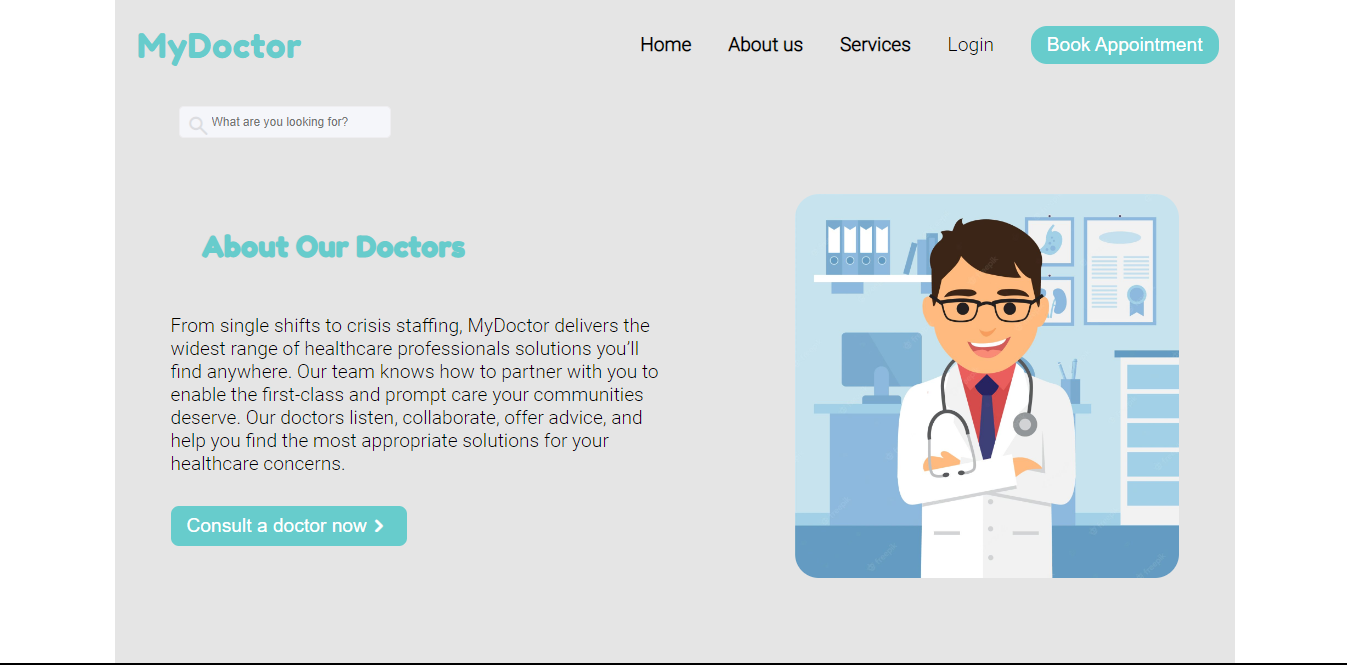 MyDoctor
Home
About us
Services
Login
Book Appointment
What are you looking for?
About Our Doctors
From single shifts to crisis staffing, MyDoctor delivers the
widest range of healthcare professionals solutions you’ll
find anywhere. Our team knows how to partner with you to
enable the first-class and prompt care your communities
deserve. Our doctors listen, collaborate, offer advice, and
help you find the most appropriate solutions for your
healthcare concerns.
Consult a doctor now